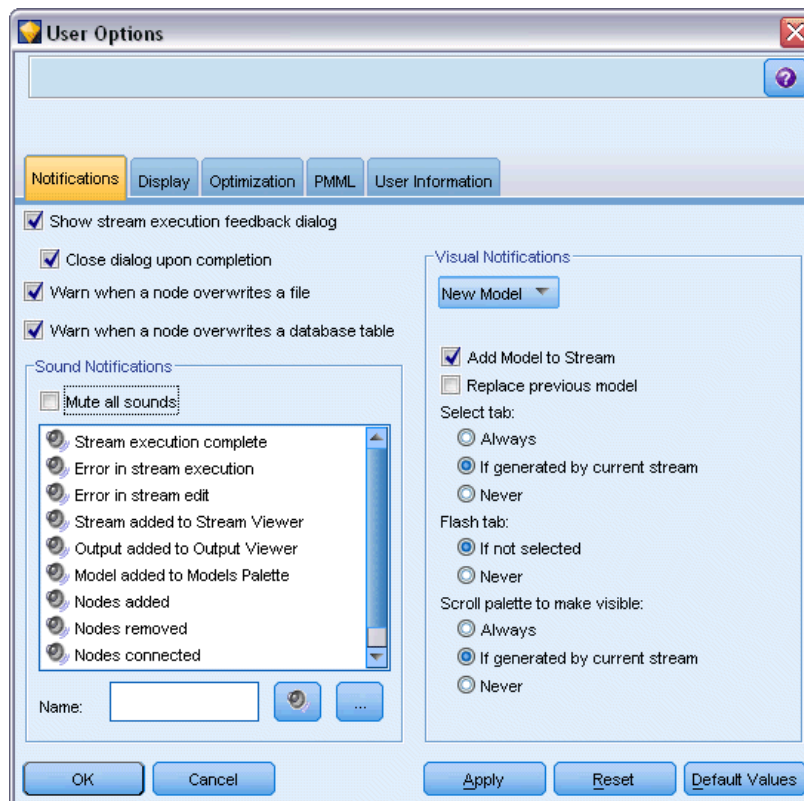 User Options
Notifications
Display
Optimization
PMML
User Information
Show stream execution feedback dialog
Close dialog upon completion
Warn when a node overwrites a file
Warn when a node overwrites a database table
Sound Notifications
Mute all sounds
Stream execution complete
Error in stream execution
Error in stream edit
Stream added to Stream Viewer
Output added to Output Viewer
Model added to Models Palette
Nodes added
Nodes removed
Nodes connected
Name:
...
Visual Notifications
New Model
Add Model to Stream
Replace previous model
Select tab:
Always
If generated by current stream
Never
Flash tab:
If not selected
Never
Scroll palette to make visible:
Always
If generated by current stream
Never
OK
Cancel
Apply
Reset
Default Values